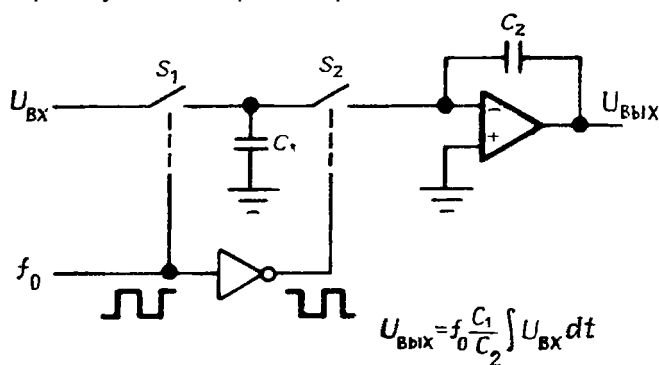 C₂
S₁ S₂
Uвх Uвых
C₁
− +
f₀
Uвых = f₀ C₁/C₂ ∫ Uвх dt